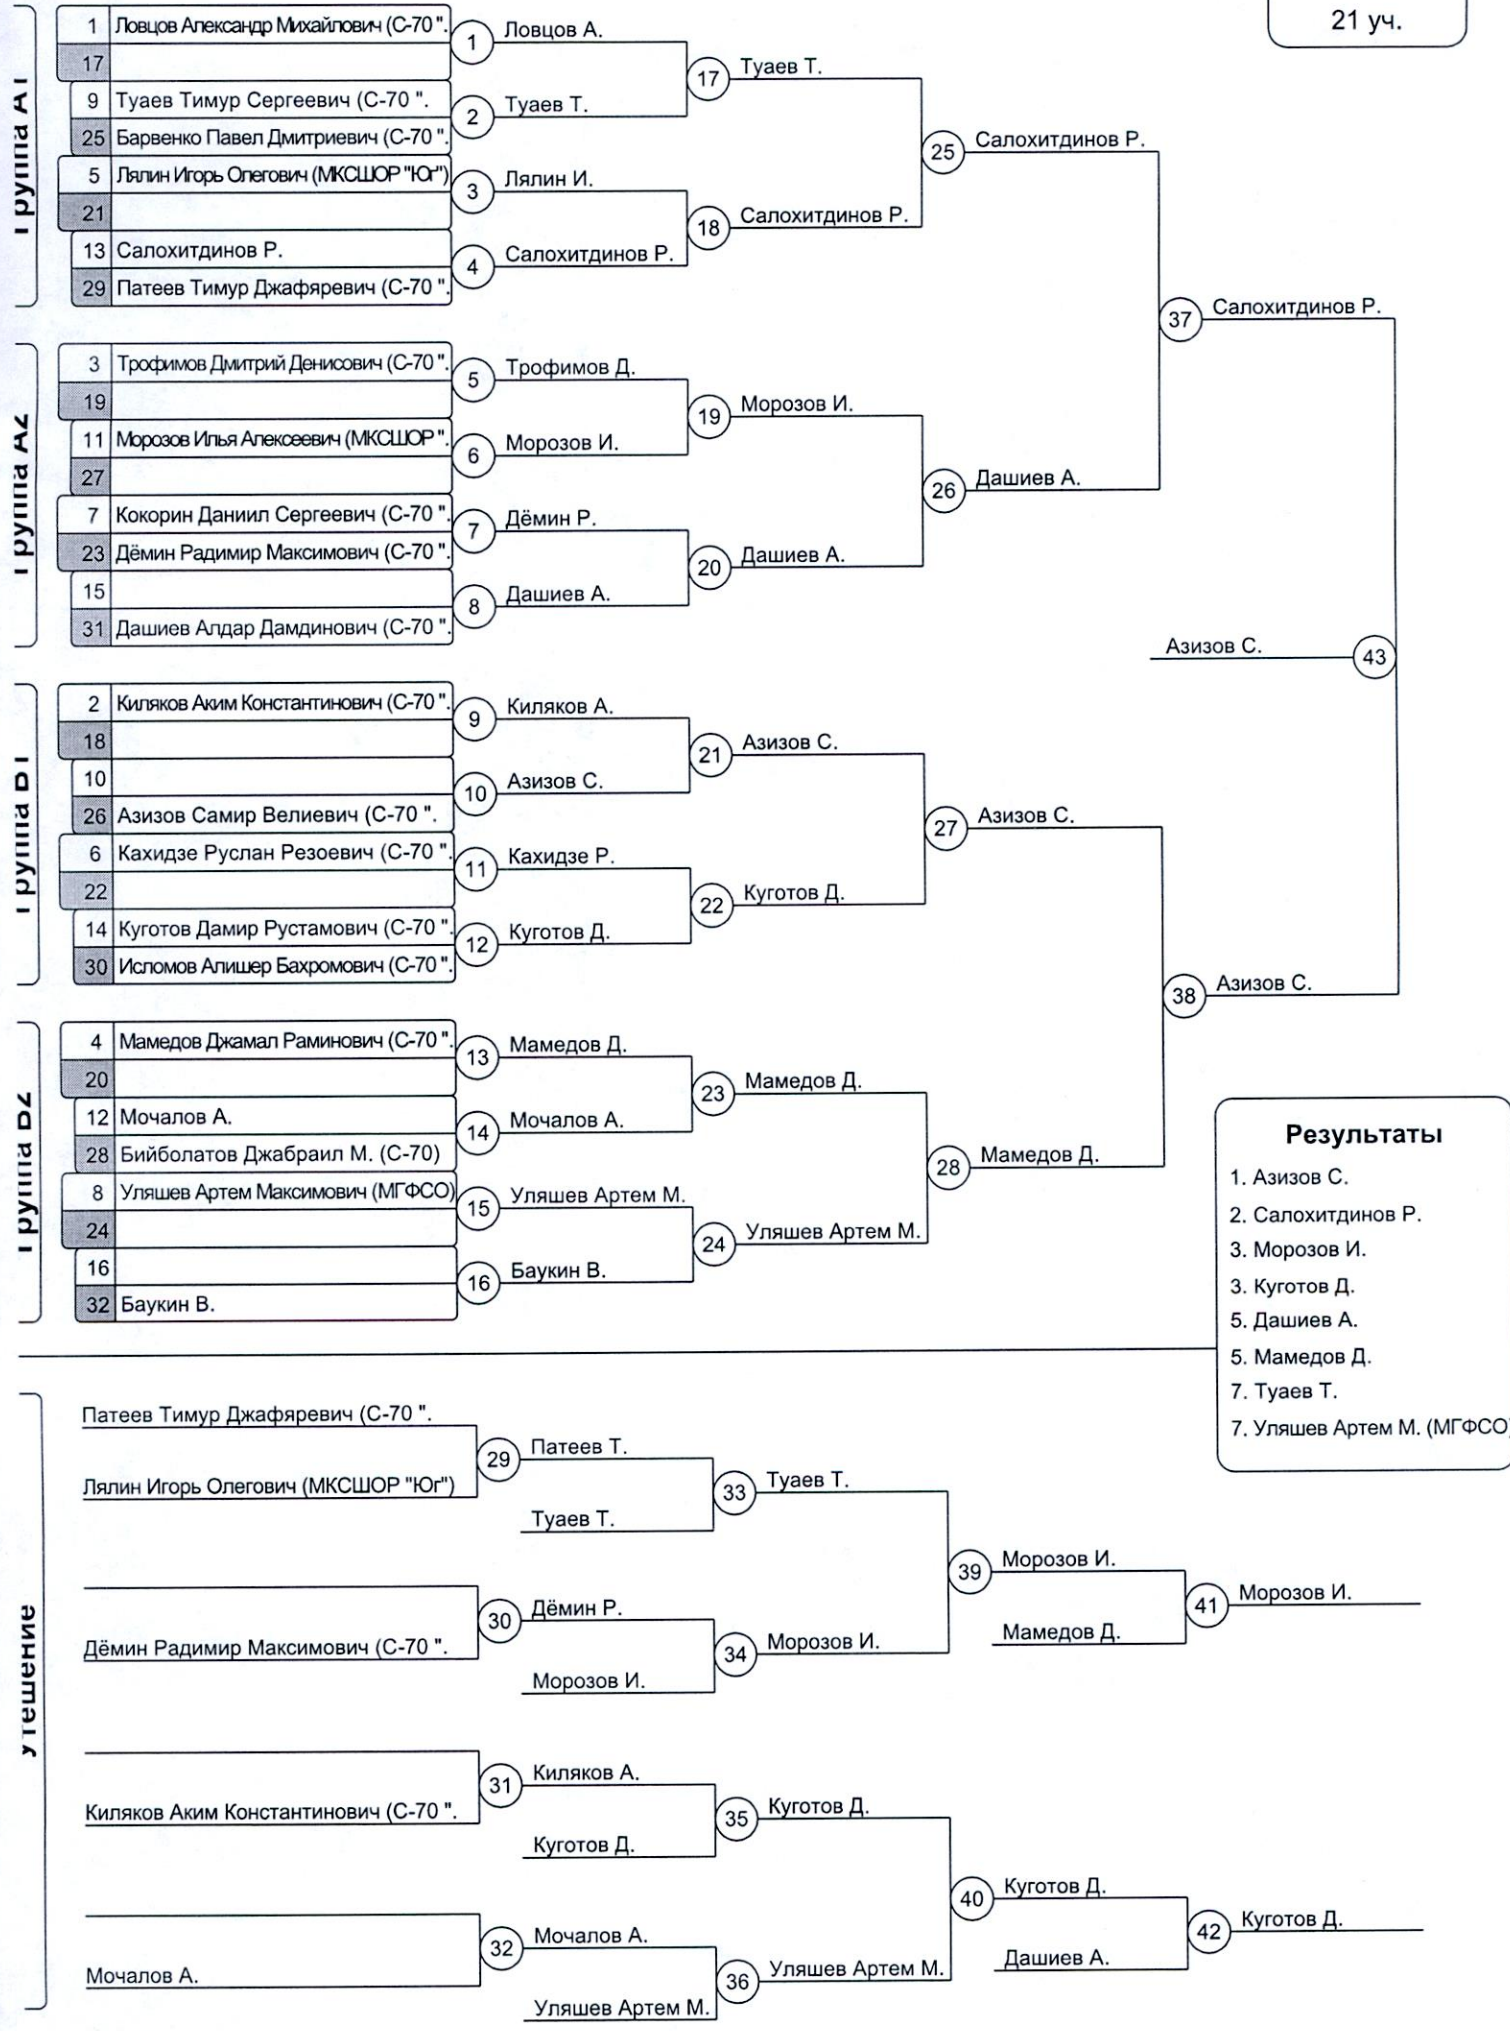 21 уч.
1 Ловцов Александр Михайлович (С-70 ".
17
9 Туаев Тимур Сергеевич (С-70 ".
25 Барвенко Павел Дмитриевич (С-70 ".
5 Лялин Игорь Олегович (МКСШОР "Юг")
21
13 Салохитдинов Р.
29 Патеев Тимур Джафяревич (С-70 ".
1 Ловцов А.
2 Туаев Т.
3 Лялин И.
4 Салохитдинов Р.
17 Туаев Т.
18 Салохитдинов Р.
25 Салохитдинов Р.
группа А2
3 Трофимов Дмитрий Денисович (С-70 ".
19
11 Морозов Илья Алексеевич (МКСШОР ".
27
7 Кокорин Даниил Сергеевич (С-70 ".
23 Дёмин Радимир Максимович (С-70 ".
15
31 Дашиев Алдар Дамдинович (С-70 ".
5 Трофимов Д.
6 Морозов И.
7 Дёмин Р.
8 Дашиев А.
19 Морозов И.
20 Дашиев А.
26 Дашиев А.
37 Салохитдинов Р.
Азизов С. 43
2 Киляков Аким Константинович (С-70 ".
18
10
26 Азизов Самир Велиевич (С-70 ".
6 Кахидзе Руслан Резоевич (С-70 ".
22
14 Куготов Дамир Рустамович (С-70 ".
30 Исломов Алишер Бахромович (С-70 ".
9 Киляков А.
10 Азизов С.
11 Кахидзе Р.
12 Куготов Д.
21 Азизов С.
22 Куготов Д.
27 Азизов С.
4 Мамедов Джамал Раминович (С-70 ".
20
12 Мочалов А.
28 Бийболатов Джабраил М. (С-70)
8 Уляшев Артем Максимович (МГФСО)
24
16
32 Баукин В.
13 Мамедов Д.
14 Мочалов А.
15 Уляшев Артем М.
16 Баукин В.
23 Мамедов Д.
24 Уляшев Артем М.
28 Мамедов Д.
38 Азизов С.
Результаты
1. Азизов С.
2. Салохитдинов Р.
3. Морозов И.
3. Куготов Д.
5. Дашиев А.
5. Мамедов Д.
7. Туаев Т.
7. Уляшев Артем М. (МГФСО)
утешение
Патеев Тимур Джафяревич (С-70 ".
Лялин Игорь Олегович (МКСШОР "Юг")
29 Патеев Т.
Туаев Т.
33 Туаев Т.
Дёмин Радимир Максимович (С-70 ".
30 Дёмин Р.
Морозов И.
34 Морозов И.
39 Морозов И.
Мамедов Д.
41 Морозов И.
Киляков Аким Константинович (С-70 ".
31 Киляков А.
Куготов Д.
35 Куготов Д.
Мочалов А.
32 Мочалов А.
Уляшев Артем М.
36 Уляшев Артем М.
40 Куготов Д.
Дашиев А.
42 Куготов Д.